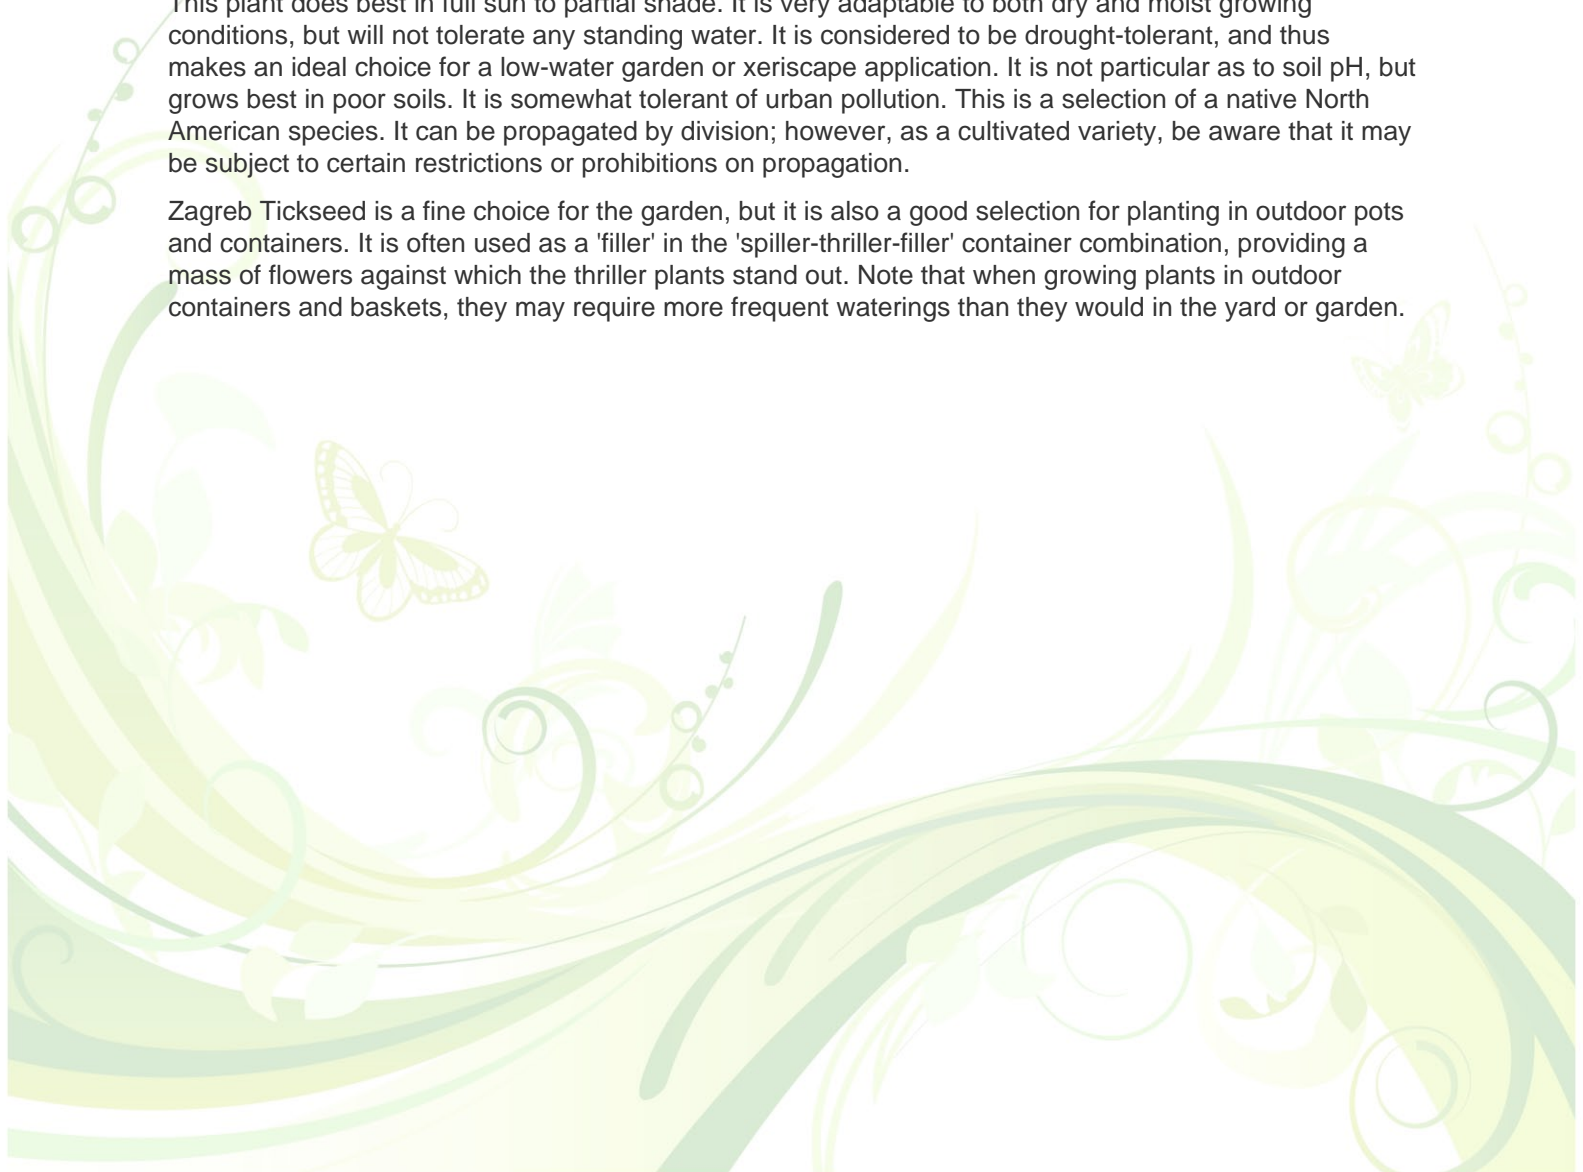 This plant does best in full sun to partial shade. It is very adaptable to both dry and moist growing
conditions, but will not tolerate any standing water. It is considered to be drought-tolerant, and thus
makes an ideal choice for a low-water garden or xeriscape application. It is not particular as to soil pH, but
grows best in poor soils. It is somewhat tolerant of urban pollution. This is a selection of a native North
American species. It can be propagated by division; however, as a cultivated variety, be aware that it may
be subject to certain restrictions or prohibitions on propagation.
Zagreb Tickseed is a fine choice for the garden, but it is also a good selection for planting in outdoor pots
and containers. It is often used as a 'filler' in the 'spiller-thriller-filler' container combination, providing a
mass of flowers against which the thriller plants stand out. Note that when growing plants in outdoor
containers and baskets, they may require more frequent waterings than they would in the yard or garden.